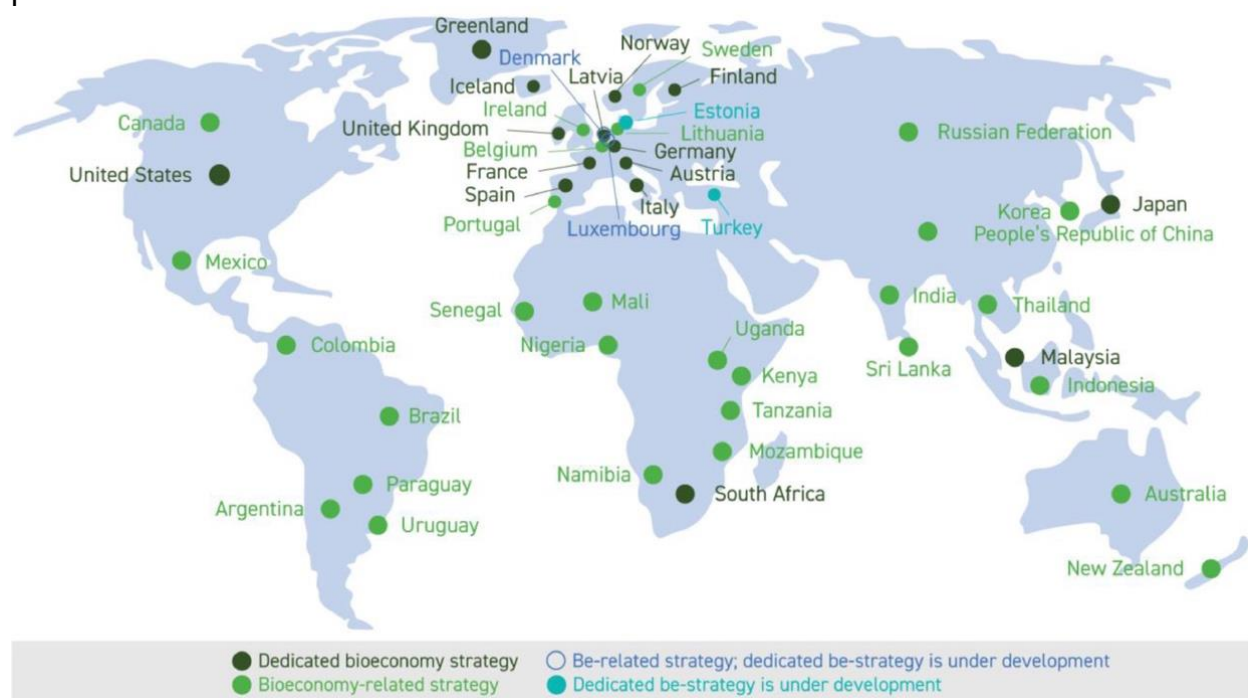 Greenland
Norway
Sweden
Denmark
Latvia
Finland
Iceland
Ireland
Estonia
Canada
United Kingdom
Lithuania
Russian Federation
Belgium
Germany
France
Austria
United States
Spain
Italy
Japan
Korea
Portugal
Luxembourg
Turkey
People's Republic of China
Mexico
India
Mali
Thailand
Senegal
Uganda
Colombia
Nigeria
Malaysia
Sri Lanka
Kenya
Indonesia
Brazil
Tanzania
Mozambique
Namibia
Paraguay
South Africa
Australia
Argentina
Uruguay
New Zealand
Dedicated bioeconomy strategy
Be-related strategy; dedicated be-strategy is under development
Bioeconomy-related strategy
Dedicated be-strategy is under development